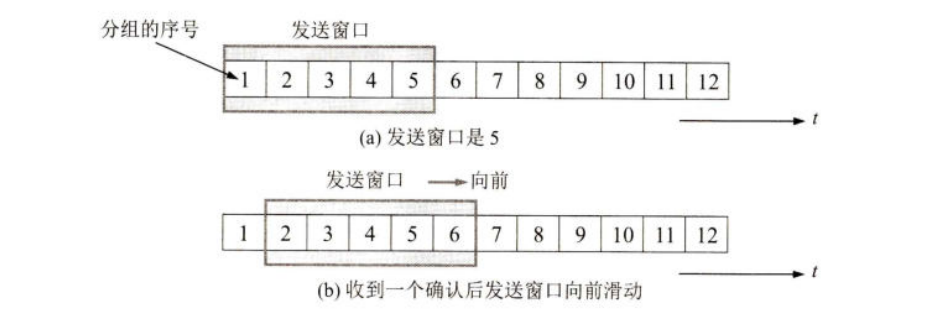 分组的序号
发送窗口
1 2 3 4 5 6 7 8 9 10 11 12
t
(a) 发送窗口是 5
发送窗口 向前
1 2 3 4 5 6 7 8 9 10 11 12
t
(b) 收到一个确认后发送窗口向前滑动